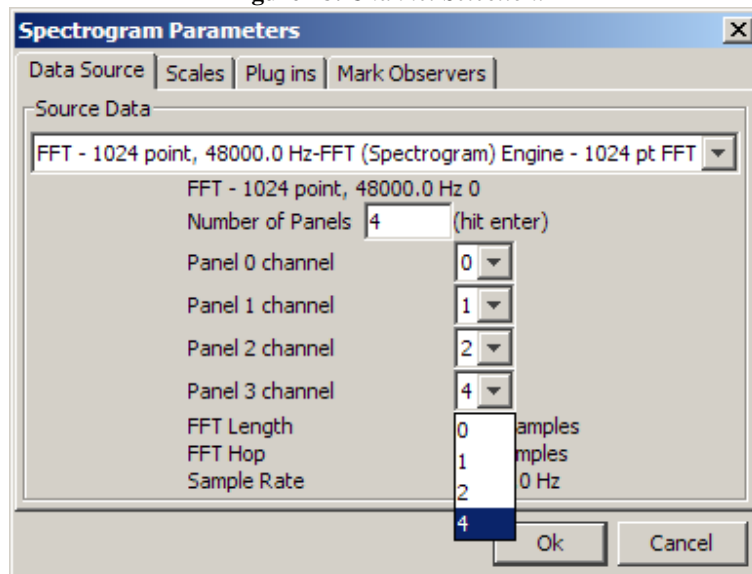 Spectrogram Parameters
Data Source Scales Plug ins Mark Observers
Source Data
FFT - 1024 point, 48000.0 Hz-FFT (Spectrogram) Engine - 1024 pt FFT
FFT - 1024 point, 48000.0 Hz 0
Number of Panels 4 (hit enter)
Panel 0 channel 0
Panel 1 channel 1
Panel 2 channel 2
Panel 3 channel 4
FFT Length amples
FFT Hop mples
Sample Rate 0 Hz
0
1
2
4
Ok Cancel